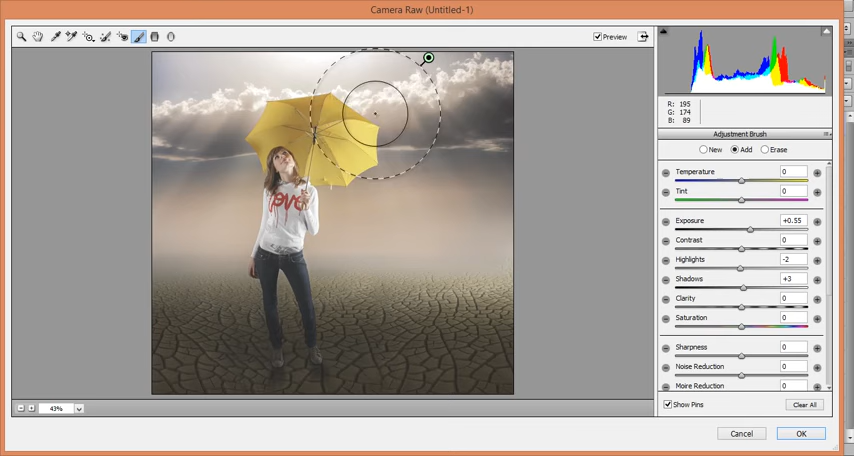 Camera Raw (Untitled-1)
Preview
R: 195
G: 174
B: 89
Adjustment Brush
New Add Erase
Temperature 0
Tint 0
Exposure +0.55
Contrast 0
Highlights -2
Shadows +3
Clarity 0
Saturation 0
Sharpness 0
Noise Reduction 0
Moire Reduction 0
love
43%
Show Pins Clear All
Cancel OK